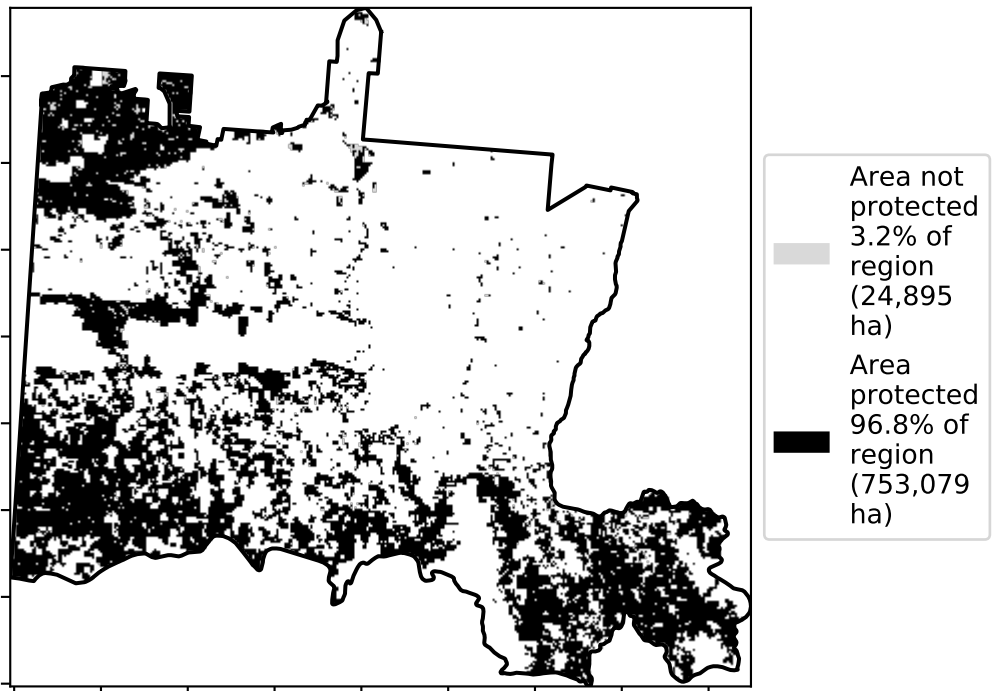 Area not
protected
3.2% of
region
(24,895
ha)
Area
protected
96.8% of
region
(753,079
ha)